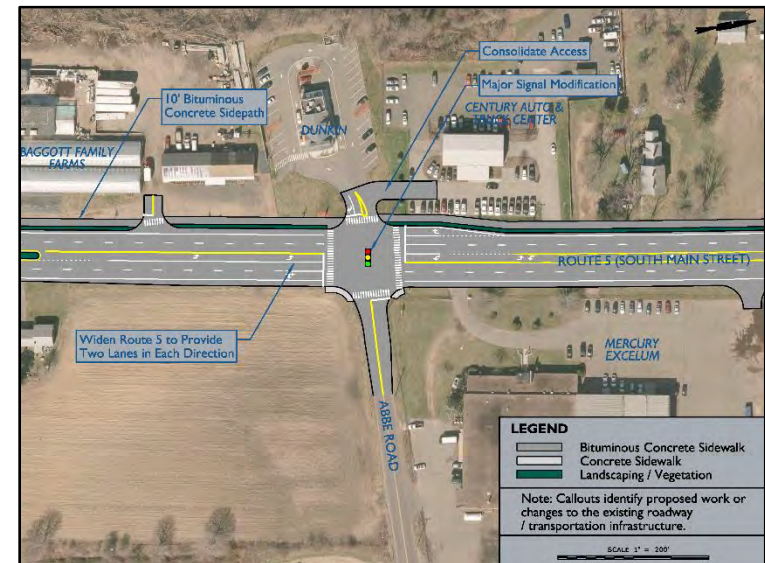 Consolidate Access
Major Signal Modification
10' Bituminous
Concrete Sidepath
DUNKIN
CENTURY AUTO &
TRUCK CENTER
BAGGOTT FAMILY
FARMS
ROUTE 5 (SOUTH MAIN STREET)
Widen Route 5 to Provide
Two Lanes in Each Direction
MERCURY
EXCELUM
ABBE ROAD
LEGEND
Bituminous Concrete Sidewalk
Concrete Sidewalk
Landscaping / Vegetation
Note: Callouts identify proposed work or
changes to the existing roadway
/ transportation infrastructure.
SCALE 1" = 200'